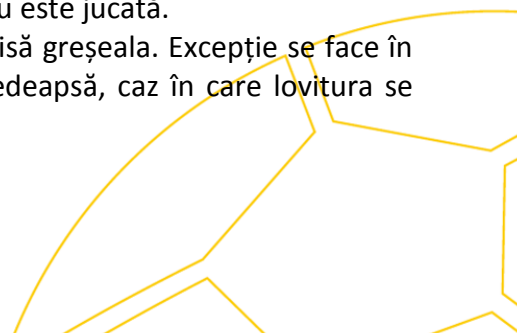 u este jucată.
isă greșeala. Excepție se face în
edeapsă, caz în care lovitura se